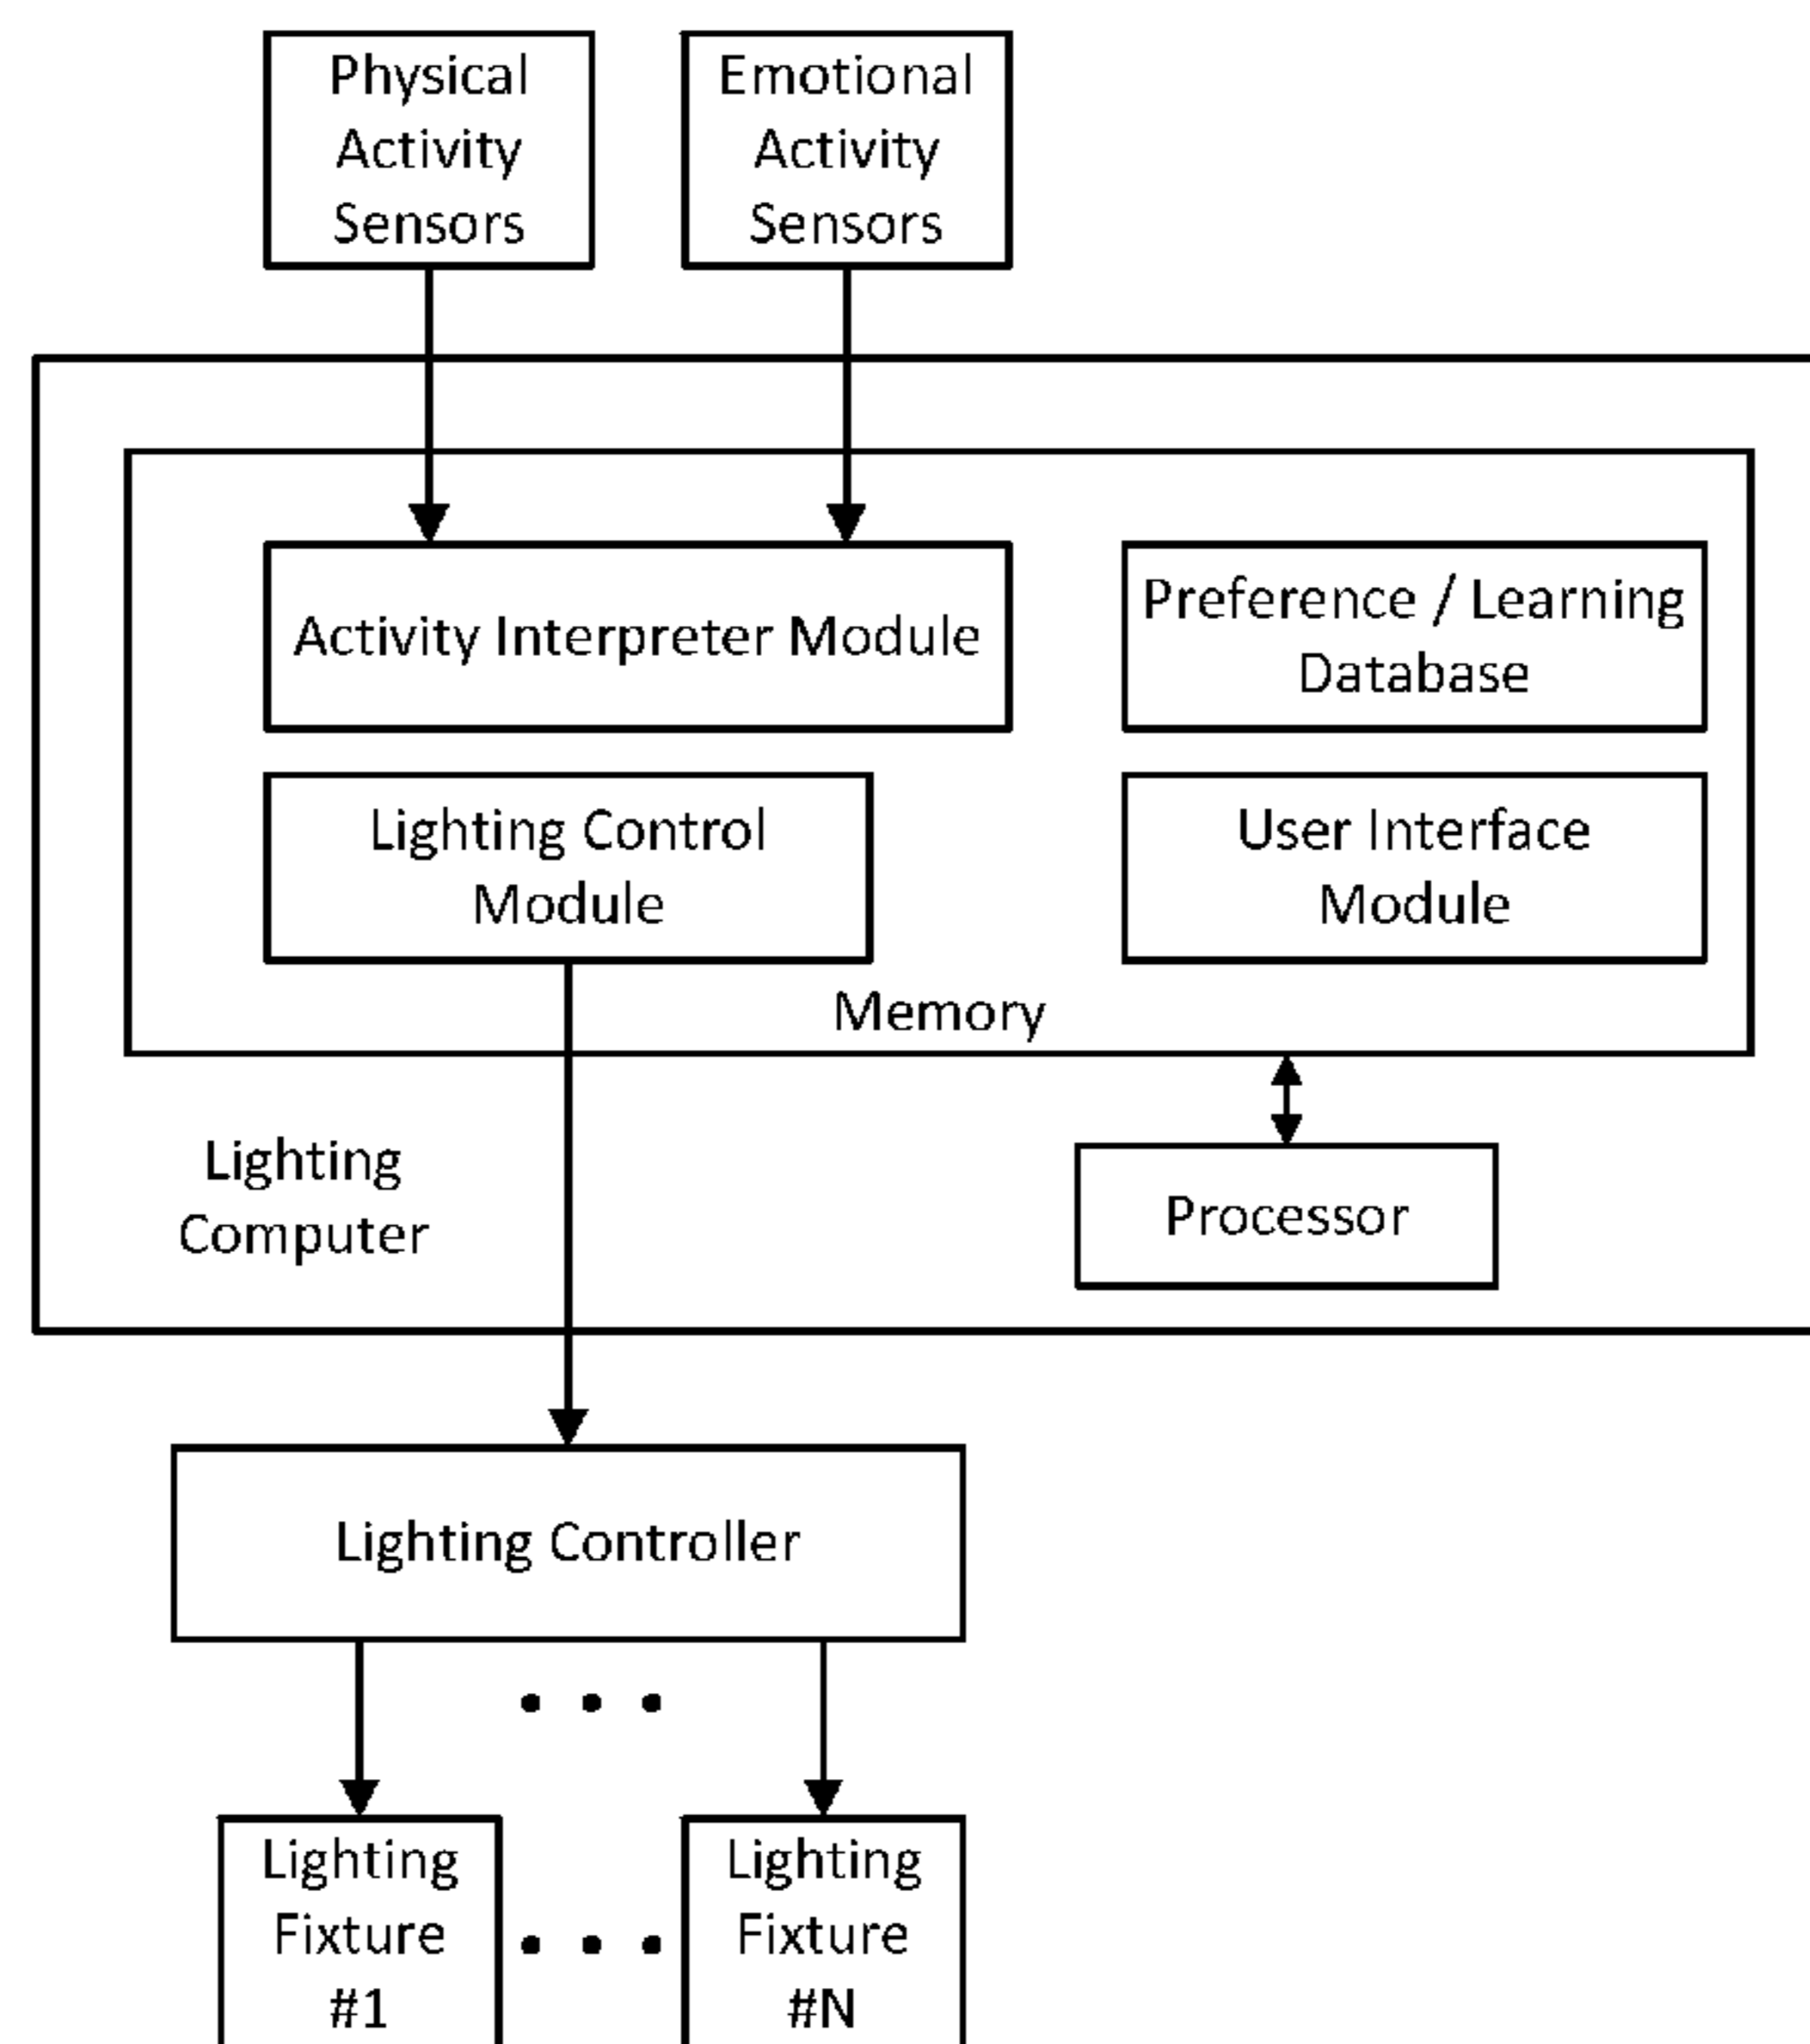 Physical
Activity
Sensors
Emotional
Activity
Sensors
Activity Interpreter Module
Preference / Learning
Database
Lighting Control
Module
User Interface
Module
Memory
Lighting
Computer
Processor
Lighting Controller
Lighting
Fixture
#1
Lighting
Fixture
#N